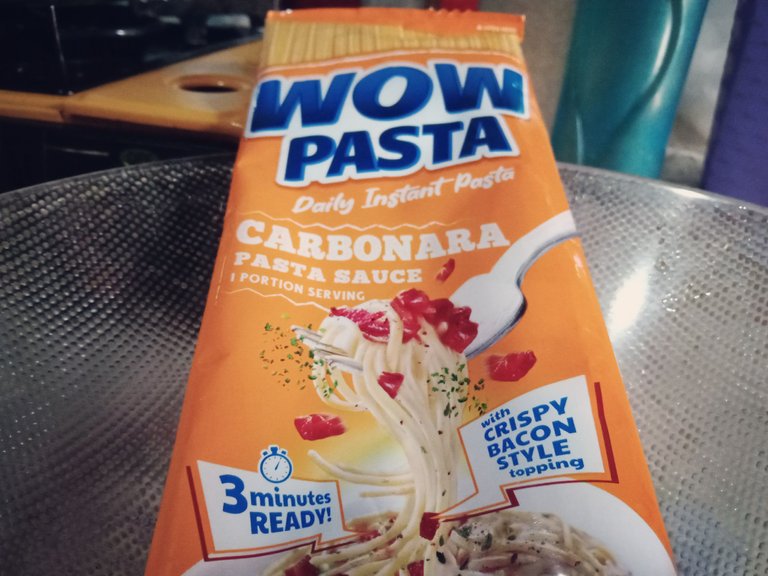 WOW
PASTA
Daily Instant Pasta
CARBONARA
PASTA SAUCE
1 PORTION SERVING
with
CRISPY
BACON
STYLE
topping
3 minutes
READY!